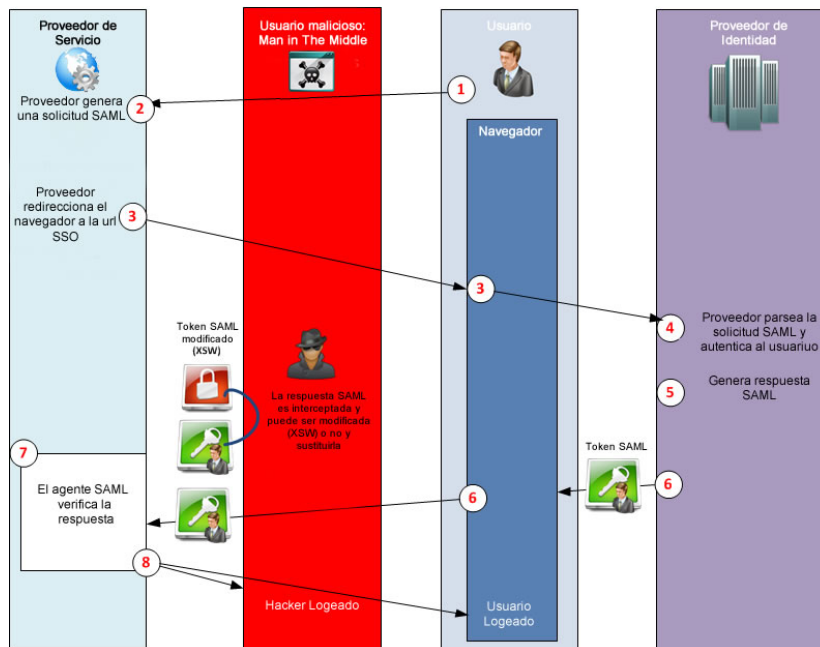 Proveedor de
Servicio
Usuario malicioso:
Man in The Middle
Usuario
Proveedor de
Identidad
1
2
Proveedor genera
una solicitud SAML
Navegador
Proveedor
redirecciona el
navegador a la url
SSO
3
3
4
Proveedor parsea la
solicitud SAML y
autentica al usuariuo
Token SAML
modificado
(XSW)
La respuesta SAML
es interceptada y
puede ser modificada
(XSW) o no y
sustituirla
5
Genera respuesta
SAML
Token SAML
6
6
7
El agente SAML
verifica la
respuesta
8
Hacker Logeado
Usuario
Logeado